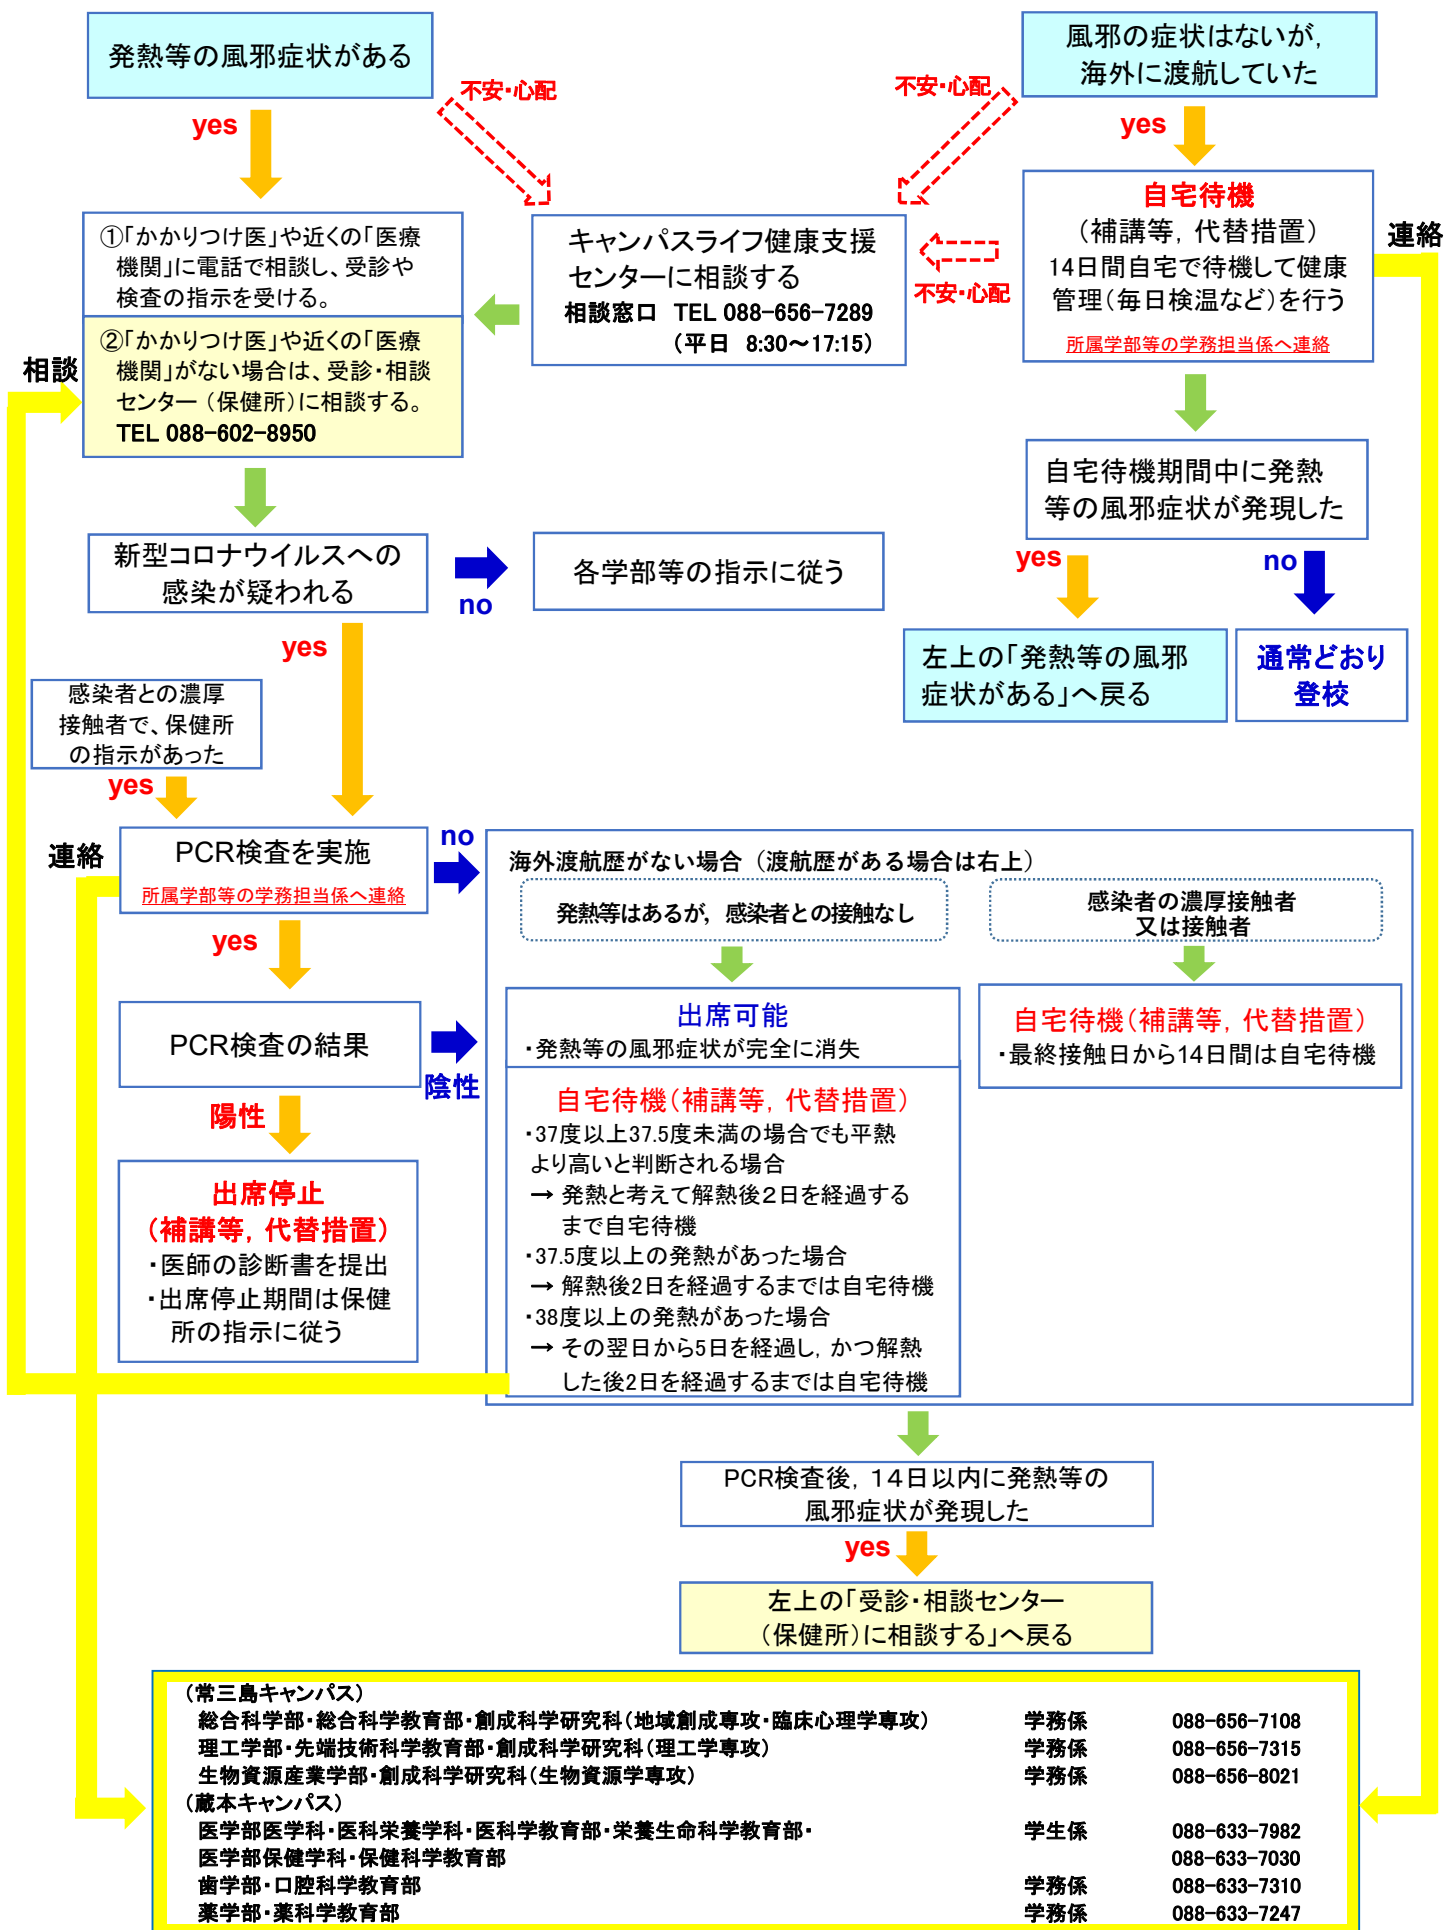 発熱等の風邪症状がある
風邪の症状はないが,
海外に渡航していた
不安・心配
不安・心配
yes
yes
①「かかりつけ医」や近くの「医療
機関」に電話で相談し、受診や
検査の指示を受ける。
②「かかりつけ医」や近くの「医療
機関」がない場合は、受診・相談
センター（保健所）に相談する。
TEL 088-602-8950
相談
キャンパスライフ健康支援
センターに相談する
相談窓口 TEL 088-656-7289
（平日 8:30～17:15）
不安・心配
自宅待機
（補講等, 代替措置）
14日間自宅で待機して健康
管理（毎日検温など）を行う
所属学部等の学務担当係へ連絡
連絡
自宅待機期間中に発熱
等の風邪症状が発現した
yes
no
左上の「発熱等の風邪
症状がある」へ戻る
通常どおり
登校
新型コロナウイルスへの
感染が疑われる
no
各学部等の指示に従う
yes
感染者との濃厚
接触者で、保健所
の指示があった
yes
連絡
PCR検査を実施
所属学部等の学務担当係へ連絡
no
yes
PCR検査の結果
陰性
陽性
出席停止
（補講等, 代替措置）
・医師の診断書を提出
・出席停止期間は保健
所の指示に従う
海外渡航歴がない場合（渡航歴がある場合は右上）
発熱等はあるが, 感染者との接触なし
感染者の濃厚接触者
又は接触者
出席可能
・発熱等の風邪症状が完全に消失
自宅待機（補講等, 代替措置）
・37度以上37.5度未満の場合でも平熱
より高いと判断される場合
→ 発熱と考えて解熱後２日を経過する
まで自宅待機
・37.5度以上の発熱があった場合
→ 解熱後2日を経過するまでは自宅待機
・38度以上の発熱があった場合
→ その翌日から5日を経過し, かつ解熱
した後2日を経過するまでは自宅待機
自宅待機（補講等, 代替措置）
・最終接触日から14日間は自宅待機
PCR検査後, １４日以内に発熱等の
風邪症状が発現した
yes
左上の「受診・相談センター
（保健所）に相談する」へ戻る
（常三島キャンパス）
総合科学部・総合科学教育部・創成科学研究科（地域創成専攻・臨床心理学専攻） 学務係 088-656-7108
理工学部・先端技術科学教育部・創成科学研究科（理工学専攻） 学務係 088-656-7315
生物資源産業学部・創成科学研究科（生物資源学専攻） 学務係 088-656-8021
（蔵本キャンパス）
医学部医学科・医科栄養学科・医科学教育部・栄養生命科学教育部・ 学生係 088-633-7982
医学部保健学科・保健科学教育部 088-633-7030
歯学部・口腔科学教育部 学務係 088-633-7310
薬学部・薬科学教育部 学務係 088-633-7247